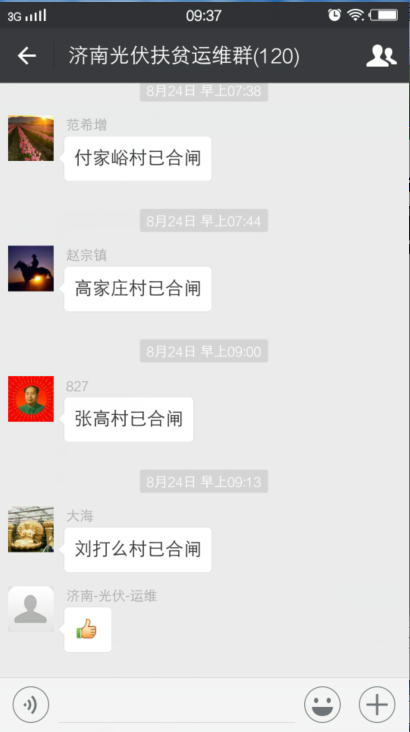 3G
09:37
济南光伏扶贫运维群(120)
8月24日 早上07:38
范希增
付家峪村已合闸
8月24日 早上07:44
赵宗镇
高家庄村已合闸
8月24日 早上09:00
827
张高村已合闸
8月24日 早上09:13
大海
刘打么村已合闸
济南-光伏-运维